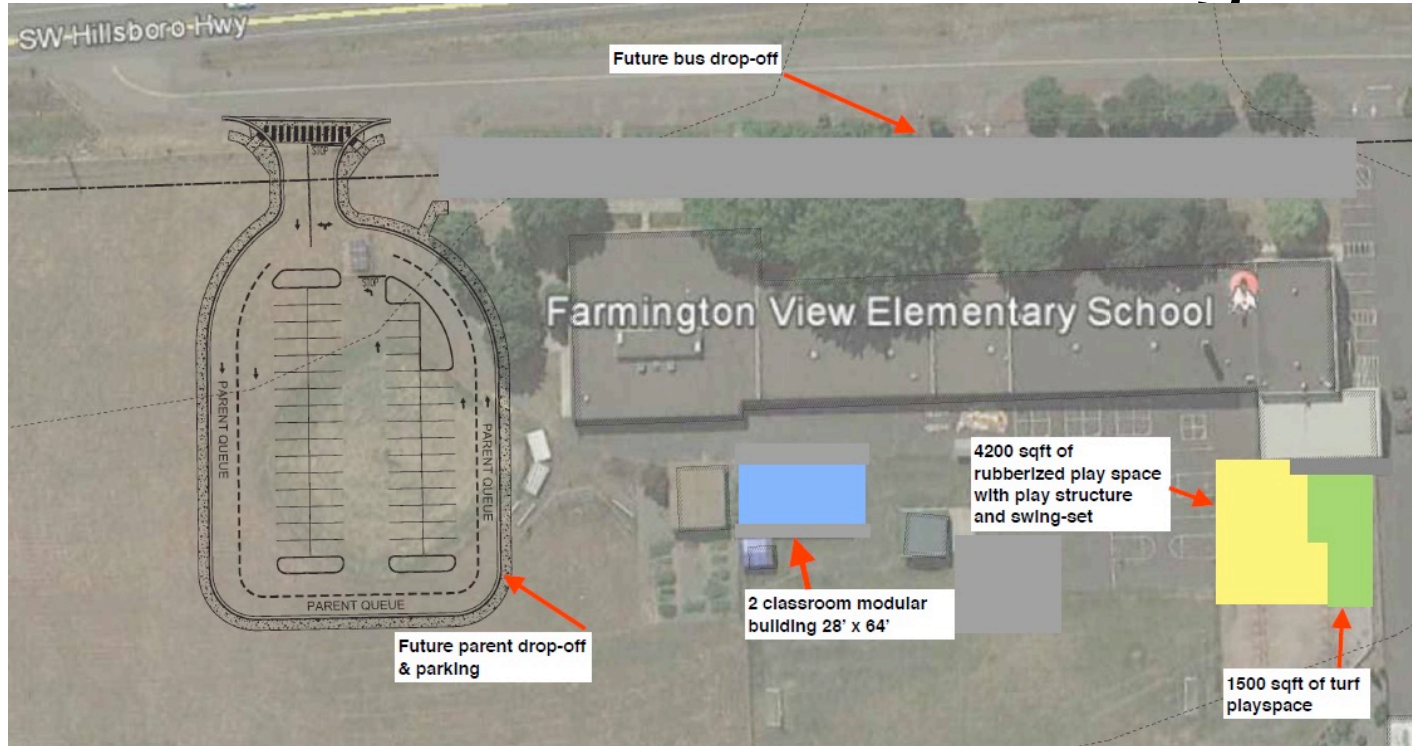 SW Hillsboro Hwy
Future bus drop-off
STOP
STOP
Farmington View Elementary School
PARENT QUEUE
PARENT QUEUE
PARENT QUEUE
4200 sqft of
rubberized play space
with play structure
and swing-set
2 classroom modular
building 28' x 64'
Future parent drop-off
& parking
1500 sqft of turf
playspace